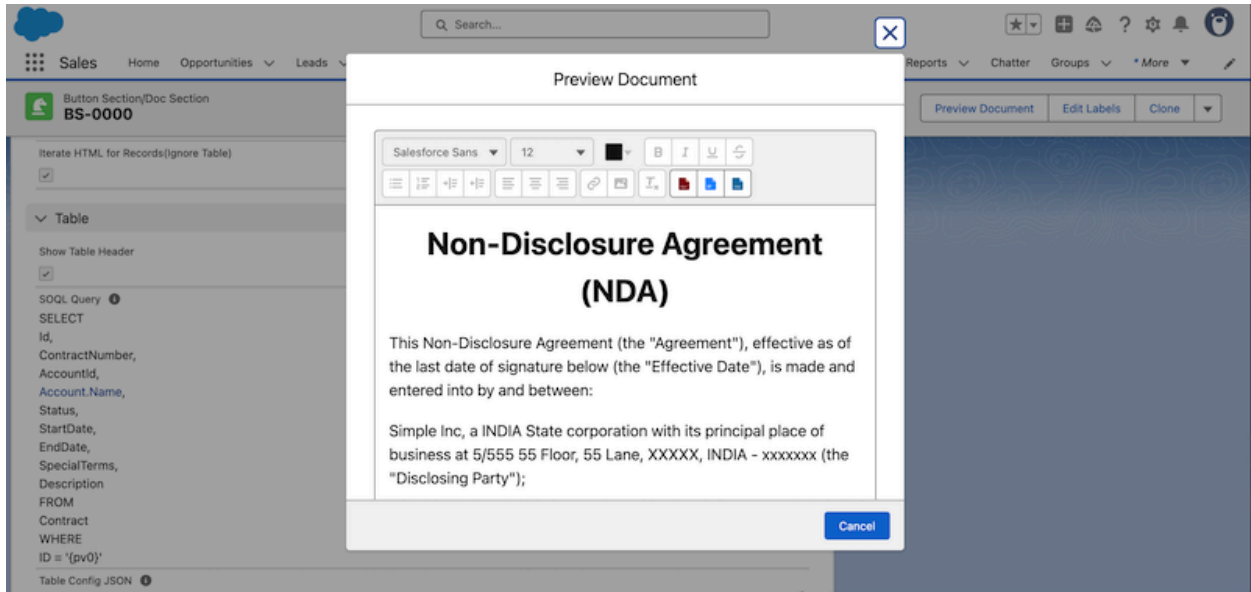 Search...
Sales Home Opportunities Leads Reports Chatter Groups * More
Button Section/Doc Section
BS-0000
Preview Document Edit Labels Clone
Iterate HTML for Records(Ignore Table)
Table
Show Table Header
SOQL Query
SELECT
Id,
ContractNumber,
AccountId,
Account.Name,
Status,
StartDate,
EndDate,
SpecialTerms,
Description
FROM
Contract
WHERE
ID = '{pv0}'
Table Config JSON
Preview Document
Salesforce Sans 12
B I U S
Non-Disclosure Agreement
(NDA)
This Non-Disclosure Agreement (the "Agreement"), effective as of
the last date of signature below (the "Effective Date"), is made and
entered into by and between:
Simple Inc, a INDIA State corporation with its principal place of
business at 5/555 55 Floor, 55 Lane, XXXXX, INDIA - xxxxxxx (the
"Disclosing Party");
Cancel